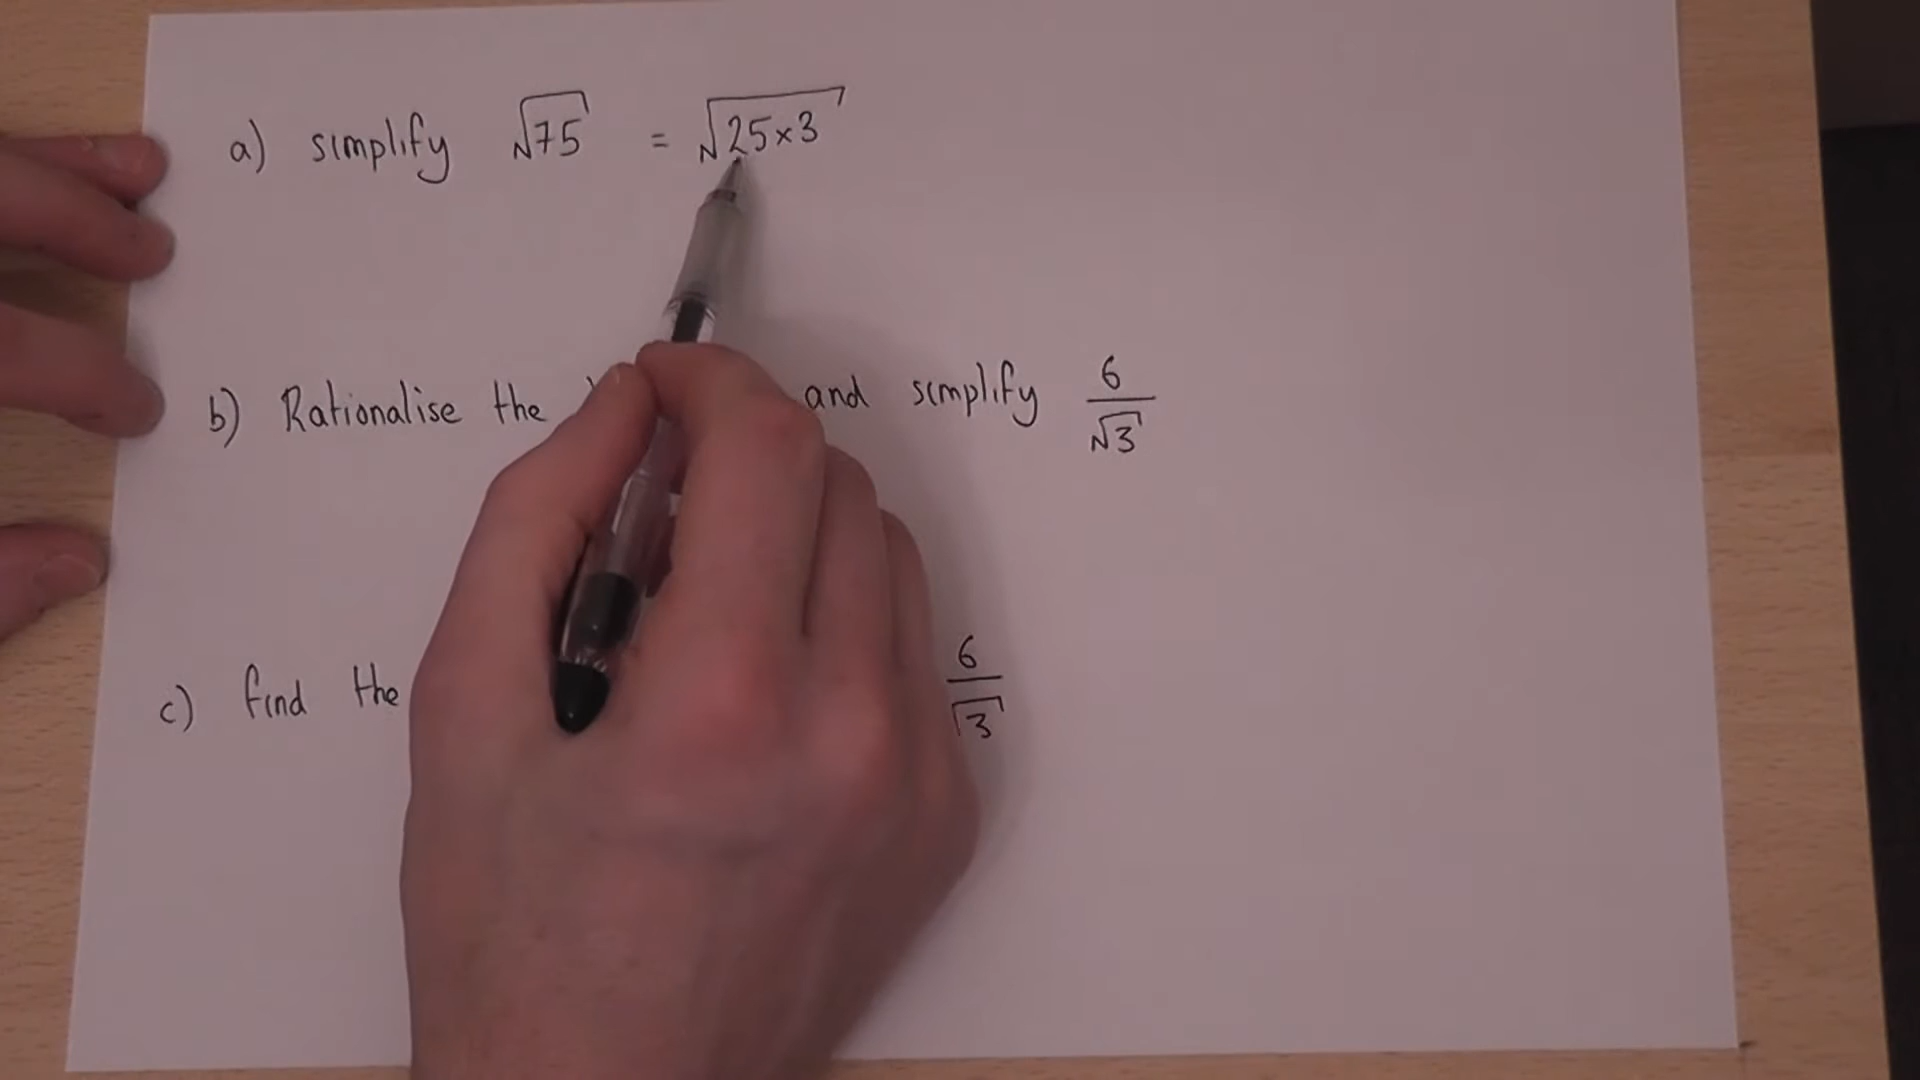 a) simplify √75 = √25×3
b) Rationalise the and simplify 6/√3
c) find the 6/√3